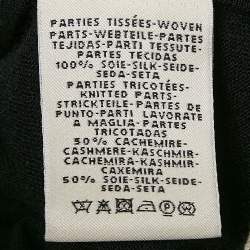 PARTIES TISSÉES-WOVEN
PARTS-WEBTEILE-PARTES
TEJIDAS-PARTI TESSUTE-
PARTES TECIDAS
100% SOIE-SILK-SEIDE-
SEDA-SETA
PARTIES TRICOTÉES-
KNITTED PARTS-
STRICKTEILE-PARTES DE
PUNTO-PARTI LAVORATE
A MAGLIA-PARTES
TRICOTADAS
50% CACHEMIRE-
CASHMERE-KASCHMIR-
CACHEMIRA-KASHMIR-
CAXEMIRA
50% SOIE-SILK-SEIDE-
SEDA-SETA